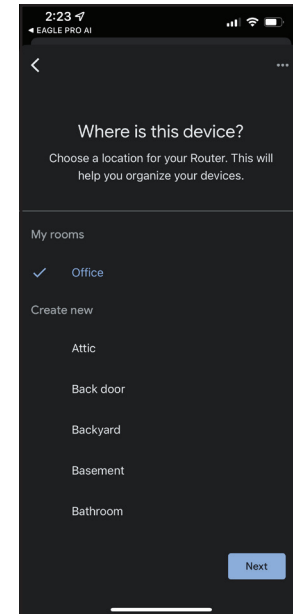 2:23
◀ EAGLE PRO AI
Where is this device?
Choose a location for your Router. This will
help you organize your devices.
My rooms
Office
Create new
Attic
Back door
Backyard
Basement
Bathroom
Next